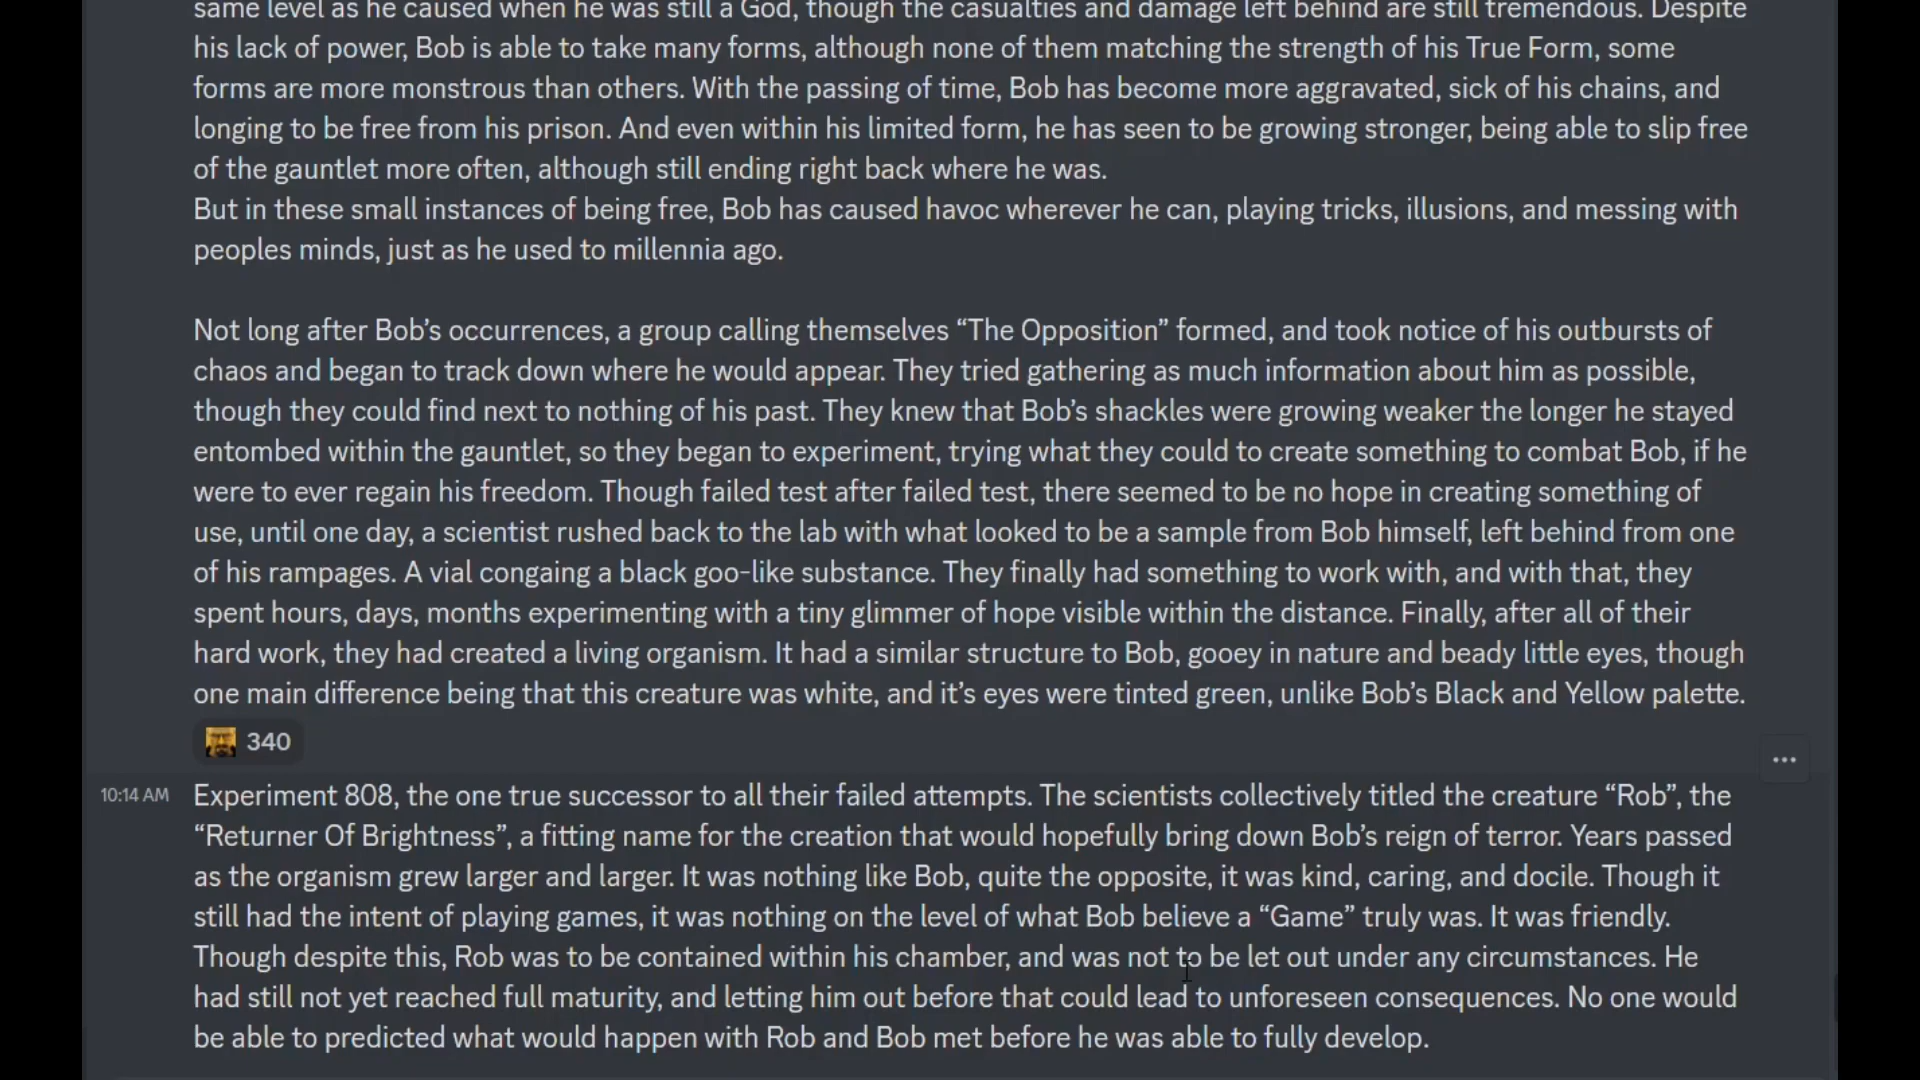 same level as he caused when he was still a God, though the casualties and damage left behind are still tremendous. Despite
his lack of power, Bob is able to take many forms, although none of them matching the strength of his True Form, some
forms are more monstrous than others. With the passing of time, Bob has become more aggravated, sick of his chains, and
longing to be free from his prison. And even within his limited form, he has seen to be growing stronger, being able to slip free
of the gauntlet more often, although still ending right back where he was.
But in these small instances of being free, Bob has caused havoc wherever he can, playing tricks, illusions, and messing with
peoples minds, just as he used to millennia ago.
Not long after Bob’s occurrences, a group calling themselves “The Opposition” formed, and took notice of his outbursts of
chaos and began to track down where he would appear. They tried gathering as much information about him as possible,
though they could find next to nothing of his past. They knew that Bob’s shackles were growing weaker the longer he stayed
entombed within the gauntlet, so they began to experiment, trying what they could to create something to combat Bob, if he
were to ever regain his freedom. Though failed test after failed test, there seemed to be no hope in creating something of
use, until one day, a scientist rushed back to the lab with what looked to be a sample from Bob himself, left behind from one
of his rampages. A vial congaing a black goo-like substance. They finally had something to work with, and with that, they
spent hours, days, months experimenting with a tiny glimmer of hope visible within the distance. Finally, after all of their
hard work, they had created a living organism. It had a similar structure to Bob, gooey in nature and beady little eyes, though
one main difference being that this creature was white, and it’s eyes were tinted green, unlike Bob’s Black and Yellow palette.
340
10:14 AM Experiment 808, the one true successor to all their failed attempts. The scientists collectively titled the creature “Rob”, the
“Returner Of Brightness”, a fitting name for the creation that would hopefully bring down Bob’s reign of terror. Years passed
as the organism grew larger and larger. It was nothing like Bob, quite the opposite, it was kind, caring, and docile. Though it
still had the intent of playing games, it was nothing on the level of what Bob believe a “Game” truly was. It was friendly.
Though despite this, Rob was to be contained within his chamber, and was not to be let out under any circumstances. He
had still not yet reached full maturity, and letting him out before that could lead to unforeseen consequences. No one would
be able to predicted what would happen with Rob and Bob met before he was able to fully develop.